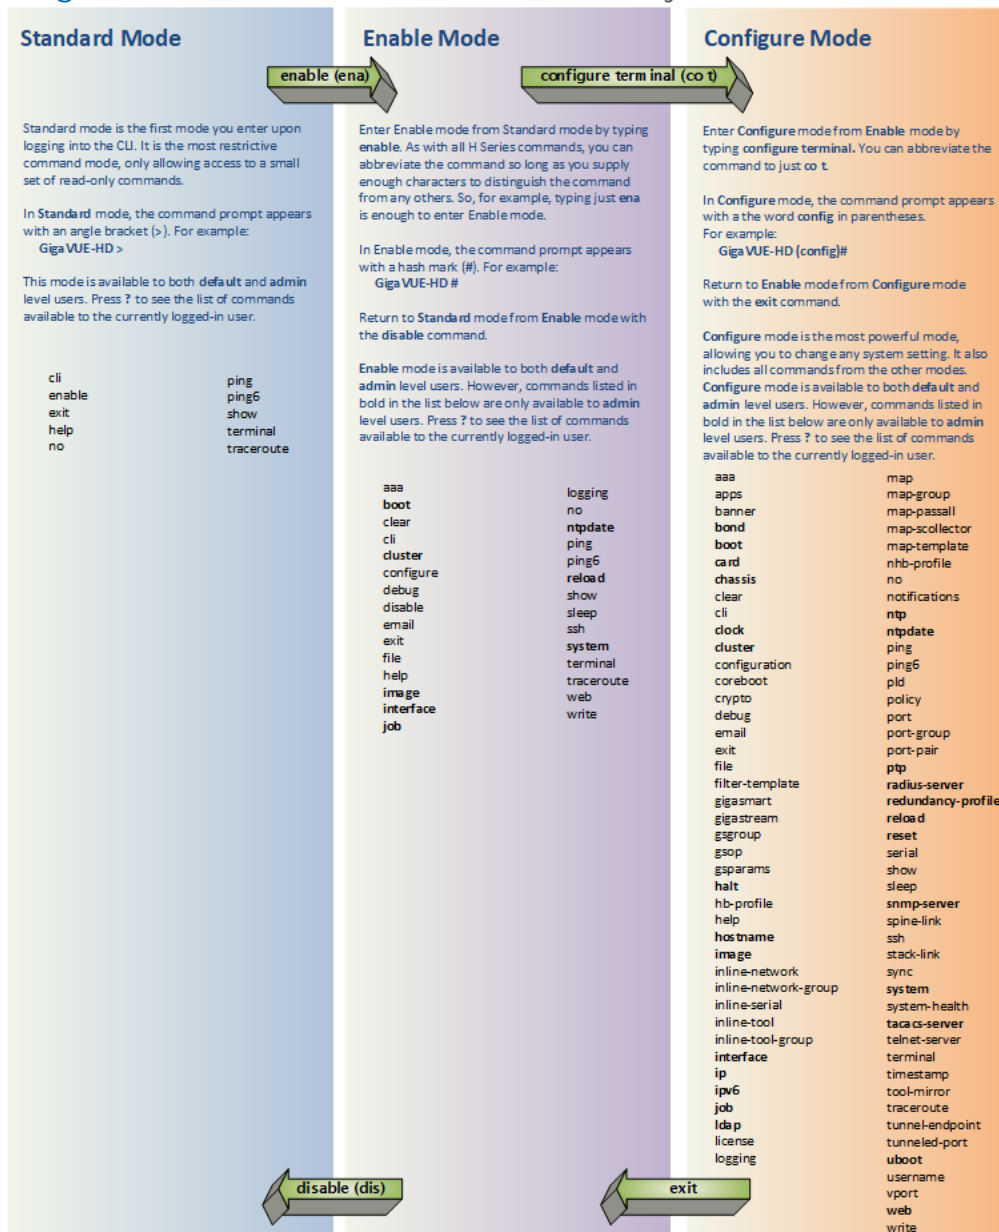 Standard Mode
enable (ena)
Standard mode is the first mode you enter upon
logging into the CLI. It is the most restrictive
command mode, only allowing access to a small
set of read-only commands.
In Standard mode, the command prompt appears
with an angle bracket (>). For example:
GigaVUE-HD >
This mode is available to both default and admin
level users. Press ? to see the list of commands
available to the currently logged-in user.
cli
enable
exit
help
no
ping
ping6
show
terminal
traceroute
disable (dis)
Enable Mode
configure terminal (co t)
Enter Enable mode from Standard mode by typing
enable. As with all H Series commands, you can
abbreviate the command so long as you supply
enough characters to distinguish the command
from any others. So, for example, typing just ena
is enough to enter Enable mode.
In Enable mode, the command prompt appears
with a hash mark (#). For example:
GigaVUE-HD #
Return to Standard mode from Enable mode with
the disable command.
Enable mode is available to both default and
admin level users. However, commands listed in
bold in the list below are only available to admin
level users. Press ? to see the list of commands
available to the currently logged-in user.
aaa
boot
clear
cli
cluster
configure
debug
disable
email
exit
file
help
image
interface
job
logging
no
ntpdate
ping
ping6
reload
show
sleep
ssh
system
terminal
traceroute
web
write
exit
Configure Mode
Enter Configure mode from Enable mode by
typing configure terminal. You can abbreviate the
command to just co t.
In Configure mode, the command prompt appears
with a the word config in parentheses.
For example:
GigaVUE-HD (config)#
Return to Enable mode from Configure mode
with the exit command.
Configure mode is the most powerful mode,
allowing you to change any system setting. It also
includes all commands from the other modes.
Configure mode is available to both default and
admin level users. However, commands listed in
bold in the list below are only available to admin
level users. Press ? to see the list of commands
available to the currently logged-in user.
aaa
apps
banner
bond
boot
card
chassis
clear
cli
clock
cluster
configuration
coreboot
crypto
debug
email
exit
file
filter-template
gigasmart
gigastream
gsgroup
gsop
gsparams
halt
hb-profile
help
hostname
image
inline-network
inline-network-group
inline-serial
inline-tool
inline-tool-group
interface
ip
ipv6
job
ldap
license
logging
map
map-group
map-passall
map-scollector
map-template
nhb-profile
no
notifications
ntp
ntpdate
ping
ping6
pld
policy
port
port-group
port-pair
ptp
radius-server
redundancy-profile
reload
reset
serial
show
sleep
snmp-server
spine-link
ssh
stack-link
sync
system
system-health
tacacs-server
telnet-server
terminal
timestamp
tool-mirror
traceroute
tunnel-endpoint
tunneled-port
uboot
username
vport
web
write